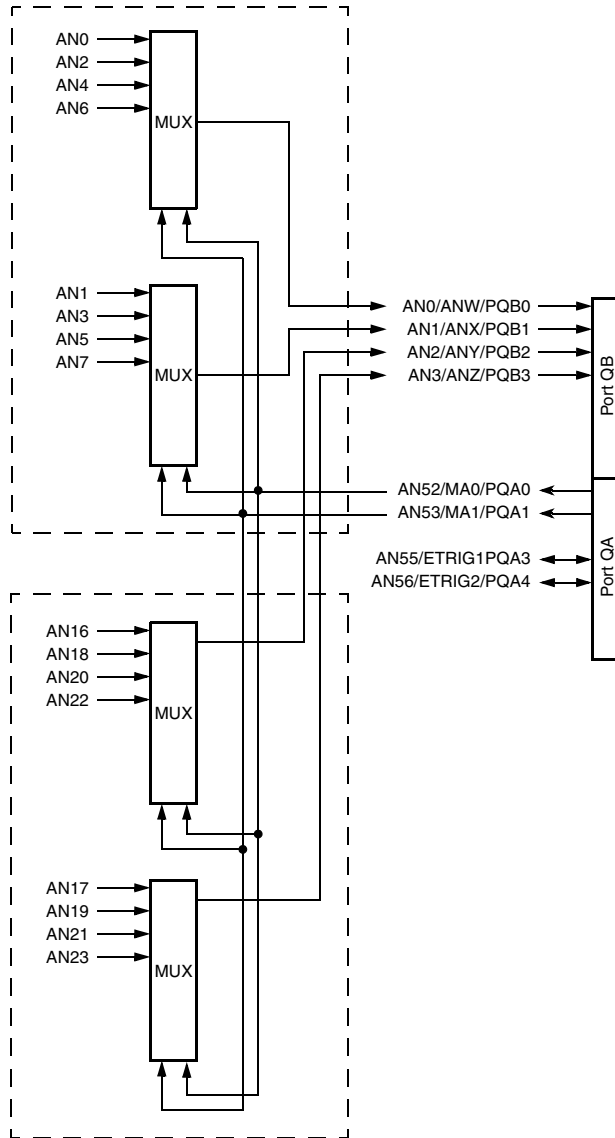 AN0
AN2
AN4
AN6
MUX
AN1
AN3
AN5
AN7
MUX
AN0/ANW/PQB0
AN1/ANX/PQB1
AN2/ANY/PQB2
AN3/ANZ/PQB3
Port QB
AN52/MA0/PQA0
AN53/MA1/PQA1
AN55/ETRIG1PQA3
AN56/ETRIG2/PQA4
Port QA
AN16
AN18
AN20
AN22
MUX
AN17
AN19
AN21
AN23
MUX